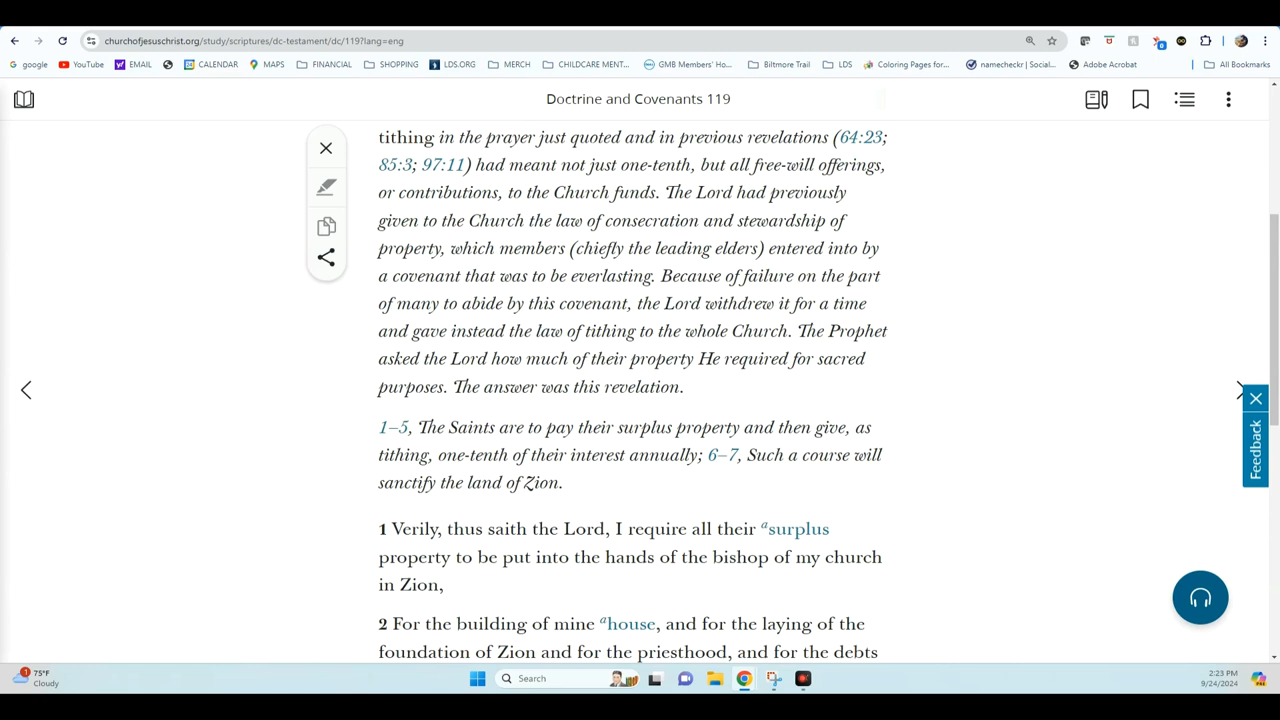 churchofjesuschrist.org/study/scriptures/dc-testament/dc/119?lang=eng
google YouTube EMAIL CALENDAR MAPS FINANCIAL SHOPPING LDS.ORG MERCH CHILDCARE MENT... GMB Members' Ho... Biltmore Trail LDS Coloring Pages for... namecheckr | Social... Adobe Acrobat All Bookmarks
Doctrine and Covenants 119
tithing in the prayer just quoted and in previous revelations (64:23;
85:3; 97:11) had meant not just one-tenth, but all free-will offerings,
or contributions, to the Church funds. The Lord had previously
given to the Church the law of consecration and stewardship of
property, which members (chiefly the leading elders) entered into by
a covenant that was to be everlasting. Because of failure on the part
of many to abide by this covenant, the Lord withdrew it for a time
and gave instead the law of tithing to the whole Church. The Prophet
asked the Lord how much of their property He required for sacred
purposes. The answer was this revelation.
1–5, The Saints are to pay their surplus property and then give, as
tithing, one-tenth of their interest annually; 6–7, Such a course will
sanctify the land of Zion.
1 Verily, thus saith the Lord, I require all their a surplus
property to be put into the hands of the bishop of my church
in Zion,
2 For the building of mine a house, and for the laying of the
foundation of Zion and for the priesthood, and for the debts
Feedback
1
75°F
Cloudy
Search
2:23 PM
9/24/2024